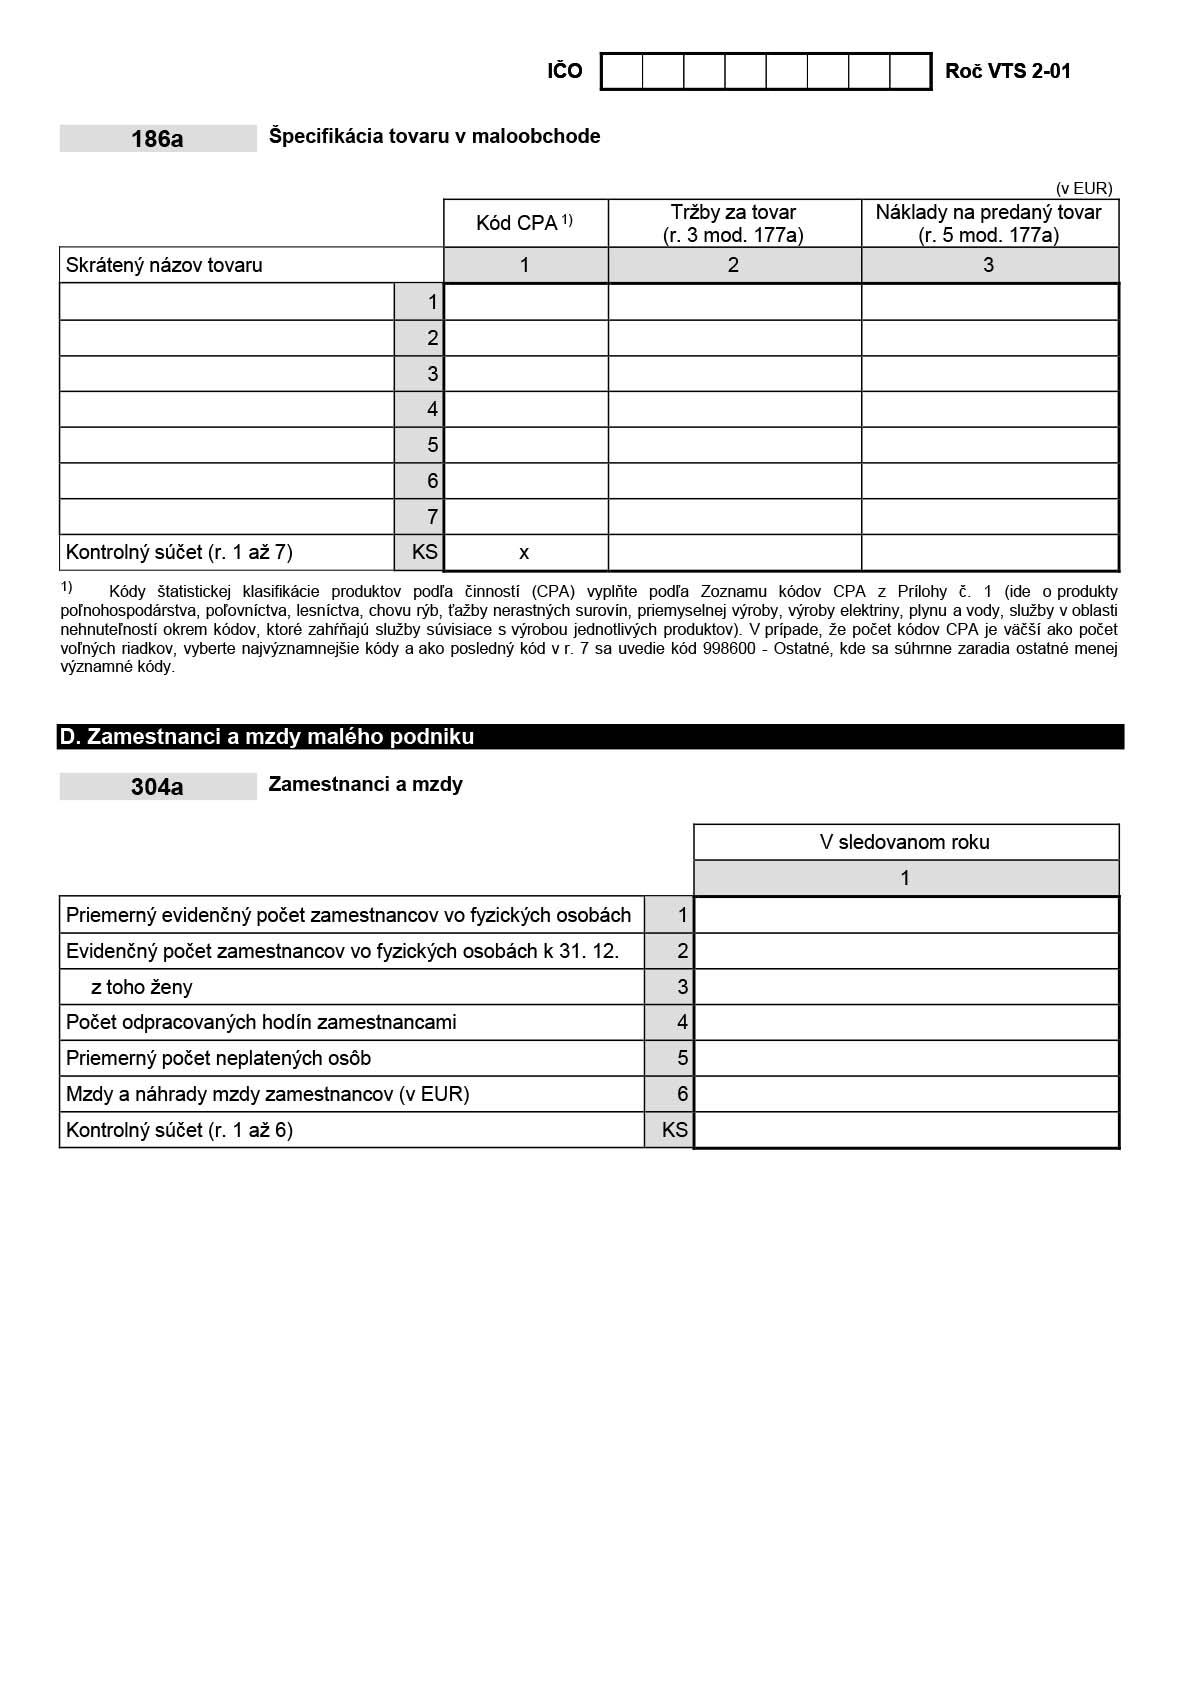 IČO Roč VTS 2-01
186a Špecifikácia tovaru v maloobchode
(v EUR)
Kód CPA 1) Tržby za tovar Náklady na predaný tovar
(r. 3 mod. 177a) (r. 5 mod. 177a)
Skrátený názov tovaru 1 2 3
1
2
3
4
5
6
7
Kontrolný súčet (r. 1 až 7) KS x
1) Kódy štatistickej klasifikácie produktov podľa činností (CPA) vyplňte podľa Zoznamu kódov CPA z Prílohy č. 1 (ide o produkty
poľnohospodárstva, poľovníctva, lesníctva, chovu rýb, ťažby nerastných surovín, priemyselnej výroby, výroby elektriny, plynu a vody, služby v oblasti
nehnuteľností okrem kódov, ktoré zahŕňajú služby súvisiace s výrobou jednotlivých produktov). V prípade, že počet kódov CPA je väčší ako počet
voľných riadkov, vyberte najvýznamnejšie kódy a ako posledný kód v r. 7 sa uvedie kód 998600 - Ostatné, kde sa súhrnne zaradia ostatné menej
významné kódy.
D. Zamestnanci a mzdy malého podniku
304a Zamestnanci a mzdy
V sledovanom roku
1
Priemerný evidenčný počet zamestnancov vo fyzických osobách 1
Evidenčný počet zamestnancov vo fyzických osobách k 31. 12. 2
z toho ženy 3
Počet odpracovaných hodín zamestnancami 4
Priemerný počet neplatených osôb 5
Mzdy a náhrady mzdy zamestnancov (v EUR) 6
Kontrolný súčet (r. 1 až 6) KS